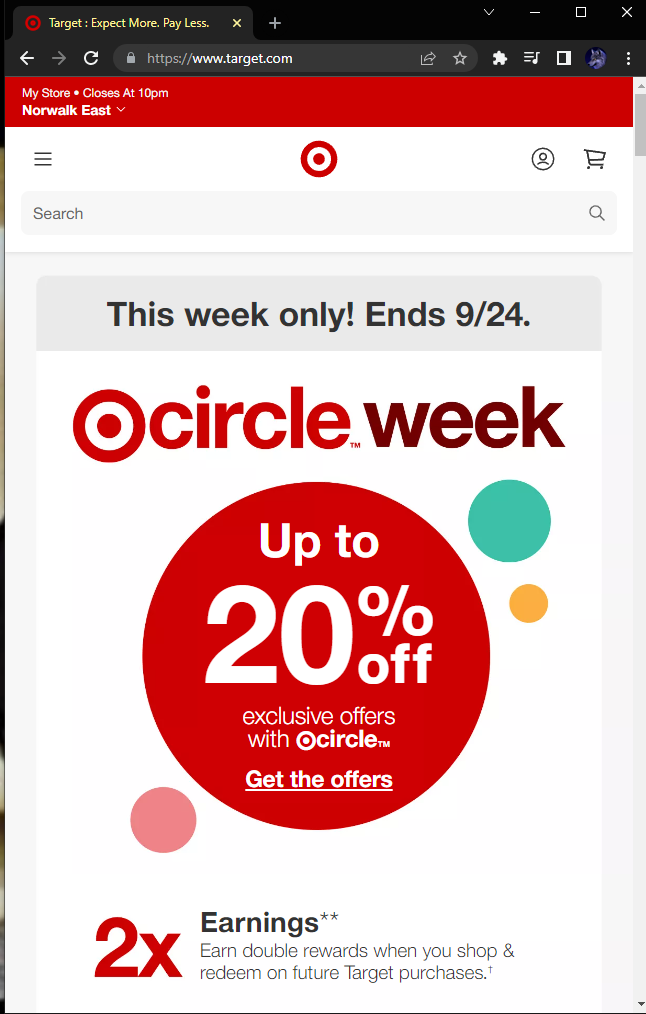 Target : Expect More. Pay Less.
https://www.target.com
My Store • Closes At 10pm
Norwalk East
Search
This week only! Ends 9/24.
circle™ week
Up to
20% off
exclusive offers
with circle™
Get the offers
2x
Earnings**
Earn double rewards when you shop &
redeem on future Target purchases.†